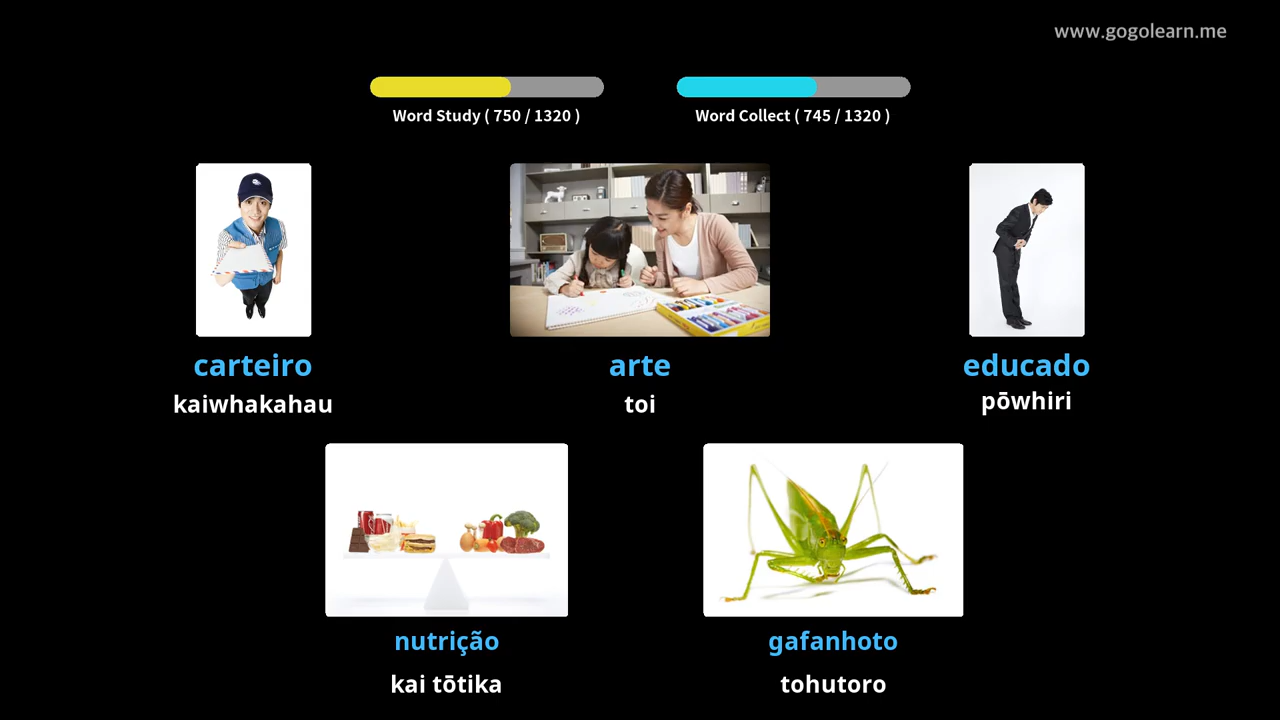 www.gogolearn.me
Word Study ( 750 / 1320 )
Word Collect ( 745 / 1320 )
carteiro
kaiwhakahau
arte
toi
educado
pōwhiri
nutrição
kai tōtika
gafanhoto
tohutoro